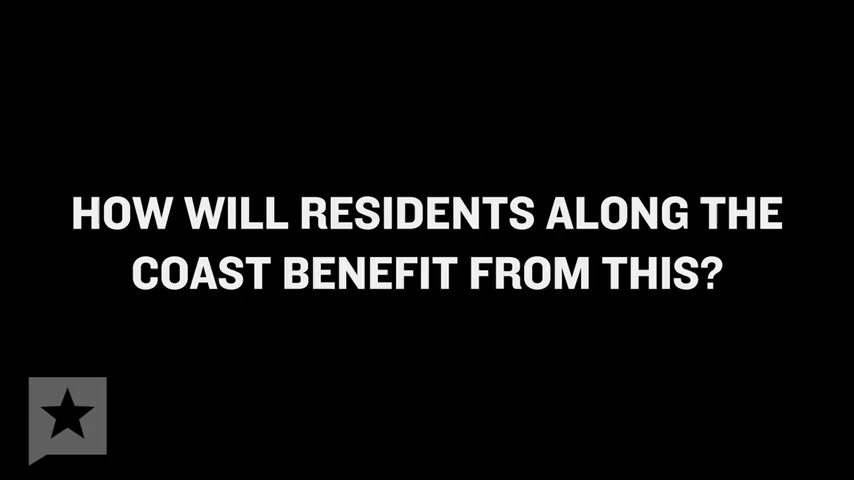 HOW WILL RESIDENTS ALONG THE
COAST BENEFIT FROM THIS?